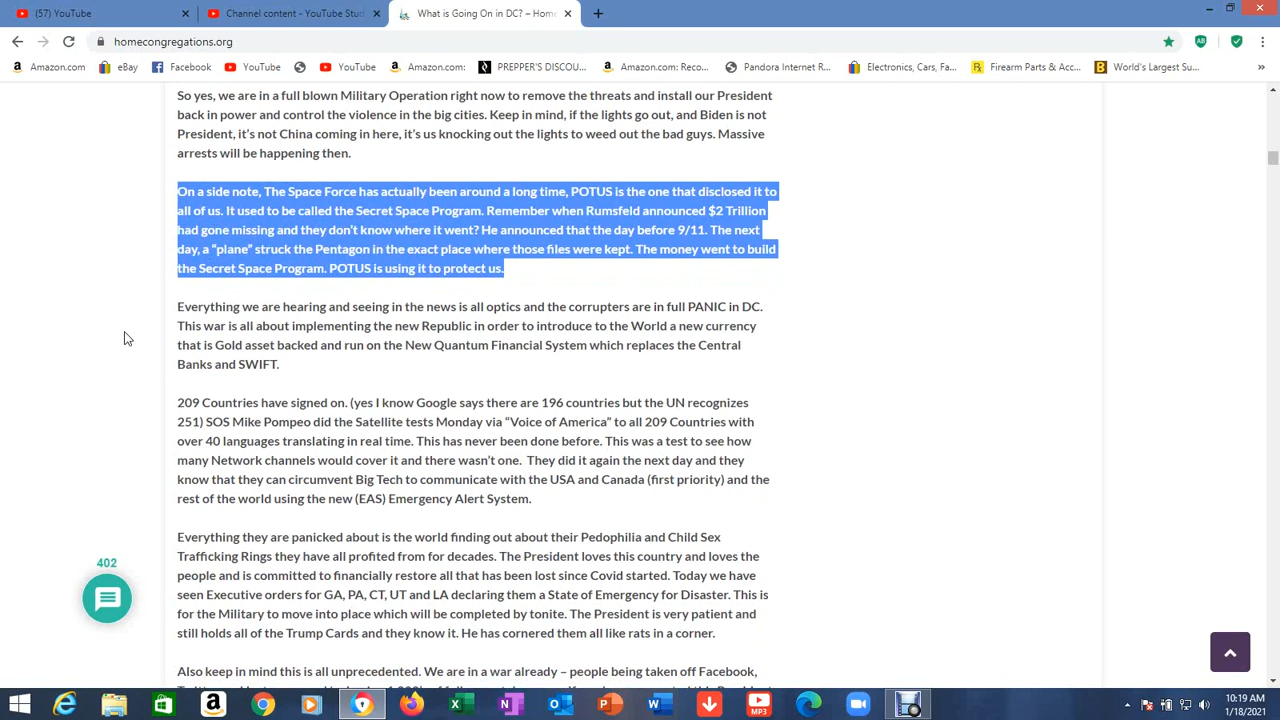 (57) YouTube
Channel content - YouTube Stud
What is Going On in DC? – Home
homecongregations.org
Amazon.com
eBay
Facebook
YouTube
YouTube
Amazon.com:
PREPPER'S DISCOU...
Amazon.com: Reco...
Pandora Internet R...
Electronics, Cars, Fa...
Firearm Parts & Acc...
World's Largest Su...
So yes, we are in a full blown Military Operation right now to remove the threats and install our President
back in power and control the violence in the big cities. Keep in mind, if the lights go out, and Biden is not
President, it's not China coming in here, it's us knocking out the lights to weed out the bad guys. Massive
arrests will be happening then.
On a side note, The Space Force has actually been around a long time, POTUS is the one that disclosed it to
all of us. It used to be called the Secret Space Program. Remember when Rumsfeld announced $2 Trillion
had gone missing and they don't know where it went? He announced that the day before 9/11. The next
day, a “plane” struck the Pentagon in the exact place where those files were kept. The money went to build
the Secret Space Program. POTUS is using it to protect us.
Everything we are hearing and seeing in the news is all optics and the corrupters are in full PANIC in DC.
This war is all about implementing the new Republic in order to introduce to the World a new currency
that is Gold asset backed and run on the New Quantum Financial System which replaces the Central
Banks and SWIFT.
209 Countries have signed on. (yes I know Google says there are 196 countries but the UN recognizes
251) SOS Mike Pompeo did the Satellite tests Monday via “Voice of America” to all 209 Countries with
over 40 languages translating in real time. This has never been done before. This was a test to see how
many Network channels would cover it and there wasn't one. They did it again the next day and they
know that they can circumvent Big Tech to communicate with the USA and Canada (first priority) and the
rest of the world using the new (EAS) Emergency Alert System.
Everything they are panicked about is the world finding out about their Pedophilia and Child Sex
Trafficking Rings they have all profited from for decades. The President loves this country and loves the
people and is committed to financially restore all that has been lost since Covid started. Today we have
seen Executive orders for GA, PA, CT, UT and LA declaring them a State of Emergency for Disaster. This is
for the Military to move into place which will be completed by tonite. The President is very patient and
still holds all of the Trump Cards and they know it. He has cornered them all like rats in a corner.
Also keep in mind this is all unprecedented. We are in a war already – people being taken off Facebook,
402
10:19 AM
1/18/2021